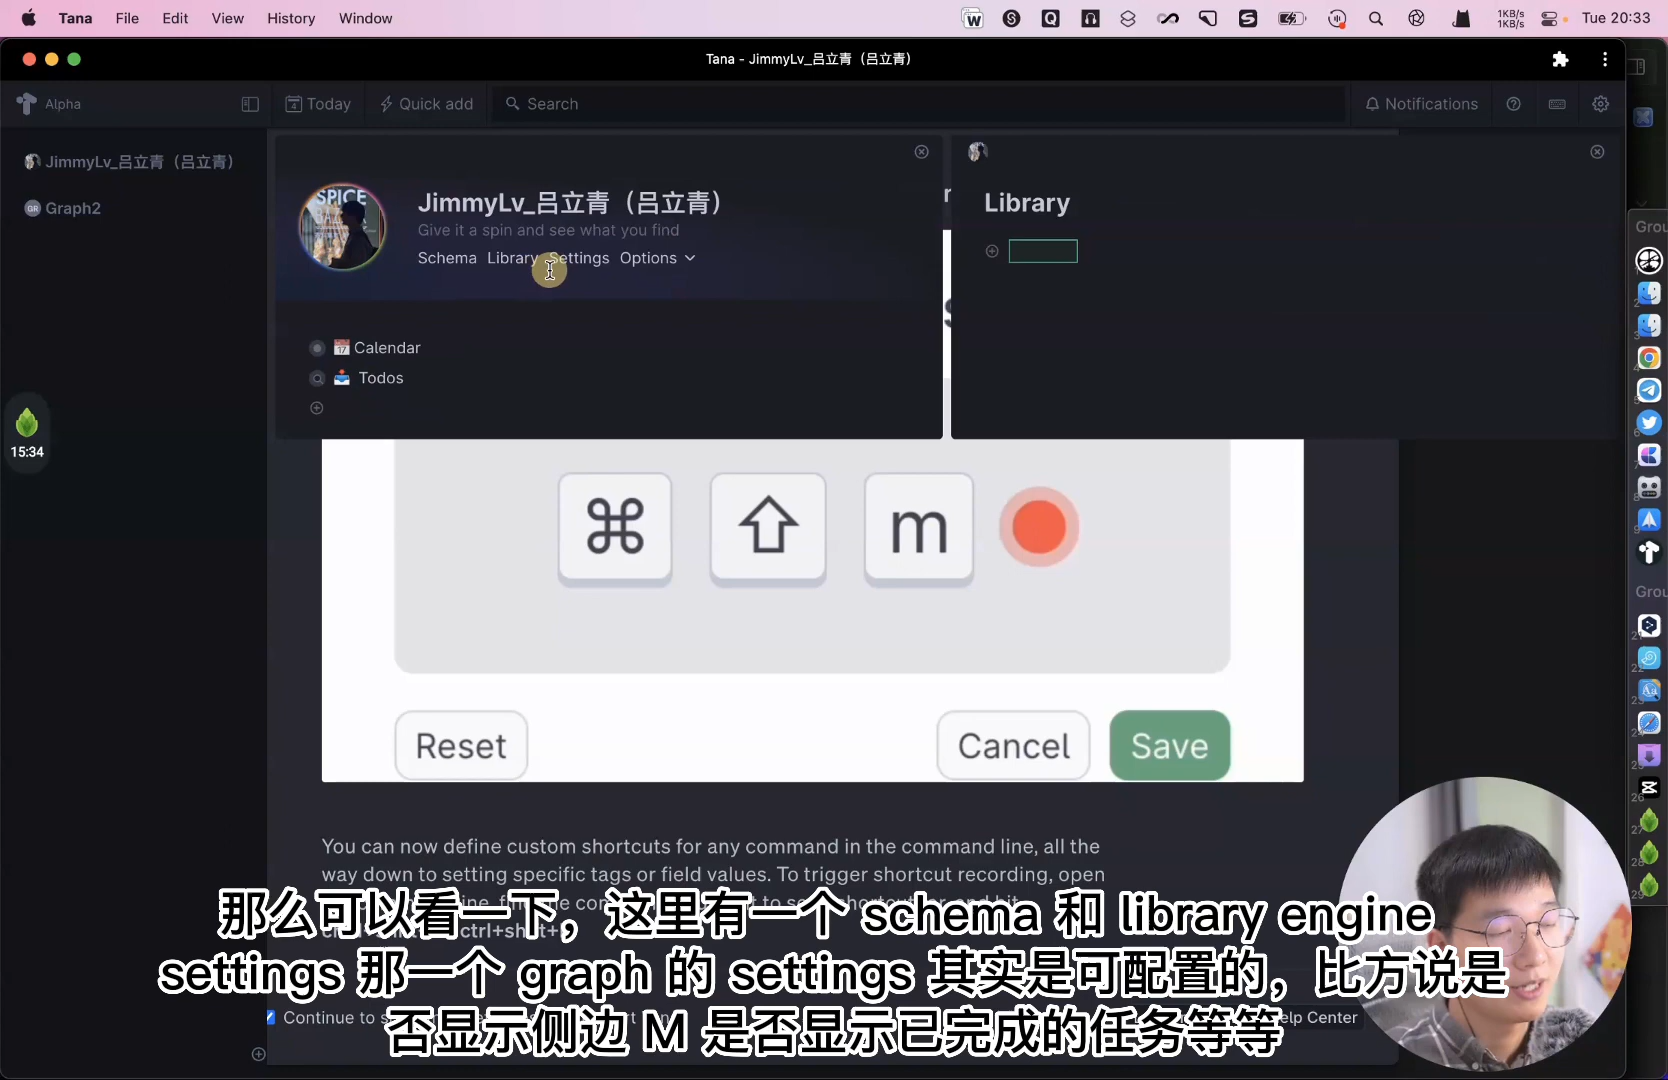 Tana File Edit View History Window
1KB/s
1KB/s
Tue 20:33
Tana - JimmyLv_吕立青（吕立青）
Alpha
Today
Quick add
Search
Notifications
JimmyLv_吕立青（吕立青）
Graph2
15:34
SPICE
JimmyLv_吕立青（吕立青）
Give it a spin and see what you find
Schema Library Settings Options
Calendar
Todos
Library
⌘ ⇧ m
Reset
Cancel
Save
You can now define custom shortcuts for any command in the command line, all the
way down to setting specific tags or field values. To trigger shortcut recording, open
那么可以看一下，这里有一个 schema 和 library engine
settings 那一个 graph 的 settings 其实是可配置的，比方说是
否显示侧边 M 是否显示已完成的任务等等
Continue to
Center